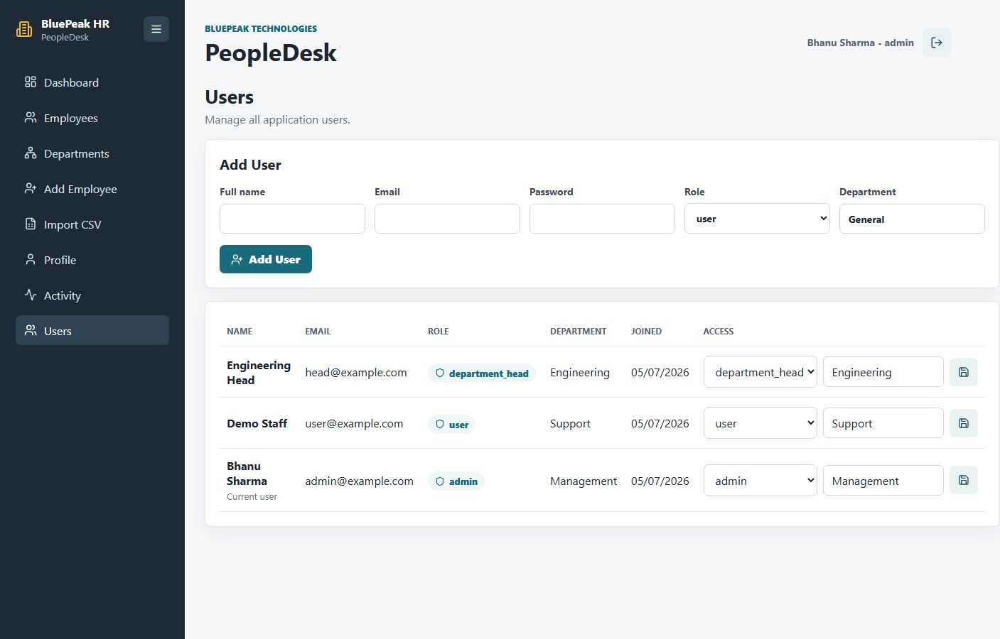 BluePeak HR
PeopleDesk
Dashboard
Employees
Departments
Add Employee
Import CSV
Profile
Activity
Users
BLUEPEAK TECHNOLOGIES
PeopleDesk
Bhanu Sharma - admin
Users
Manage all application users.
Add User
Full name Email Password Role Department
user General
Add User
NAME EMAIL ROLE DEPARTMENT JOINED ACCESS
Engineering
Head head@example.com department_head Engineering 05/07/2026 department_head Engineering
Demo Staff user@example.com user Support 05/07/2026 user Support
Bhanu
Sharma admin@example.com admin Management 05/07/2026 admin Management
Current user